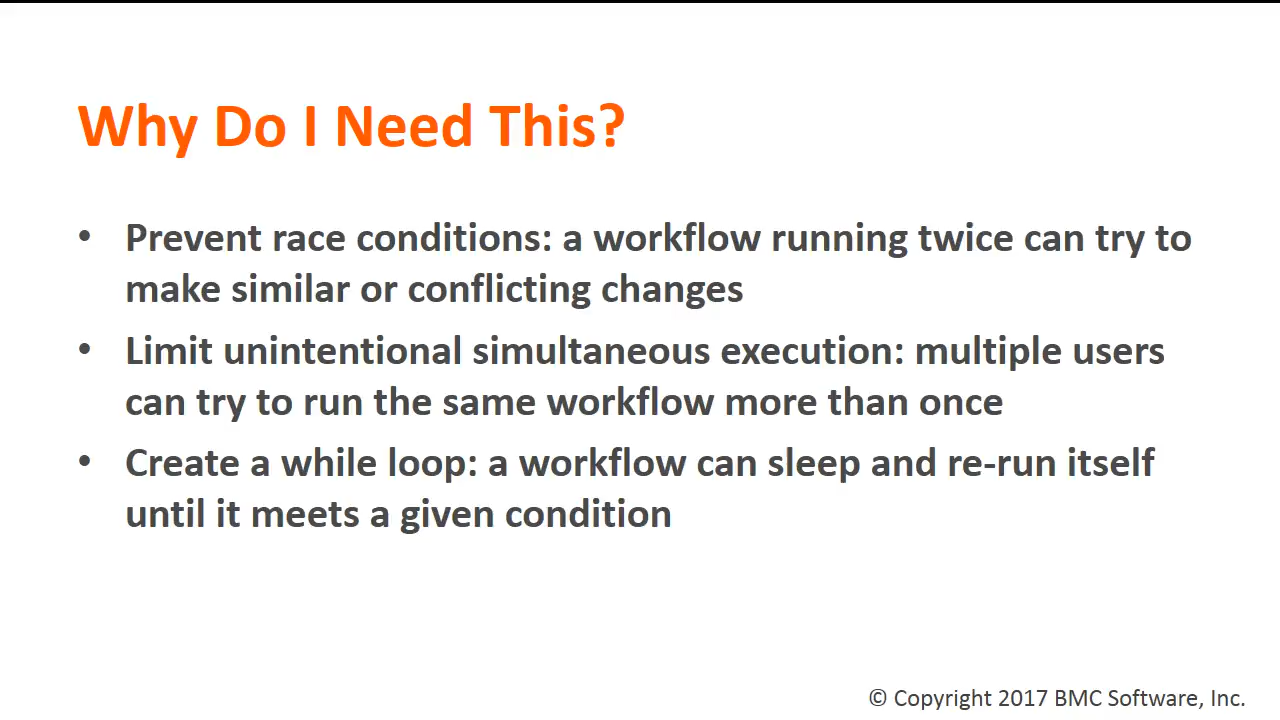 Why Do I Need This?
• Prevent race conditions: a workflow running twice can try to
make similar or conflicting changes
• Limit unintentional simultaneous execution: multiple users
can try to run the same workflow more than once
• Create a while loop: a workflow can sleep and re-run itself
until it meets a given condition
© Copyright 2017 BMC Software, Inc.